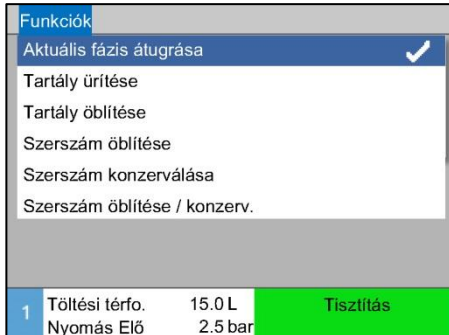 Funkciók
Aktuális fázis átugrása
Tartály ürítése
Tartály öblítése
Szerszám öblítése
Szerszám konzerválása
Szerszám öblítése / konzerv.
1 Töltési térfo. 15.0 L Tisztítás
Nyomás Elő 2.5 bar